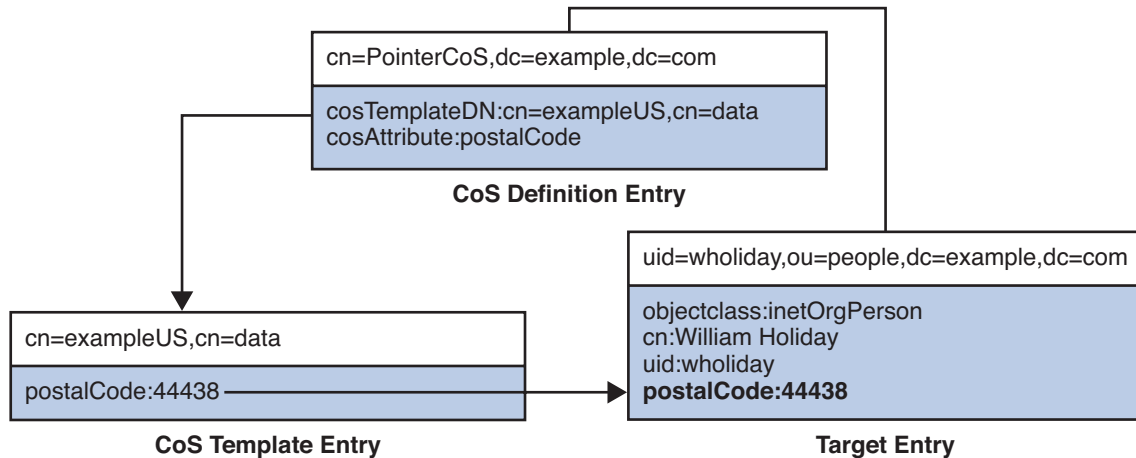 cn=PointerCoS,dc=example,dc=com
cosTemplateDN:cn=exampleUS,cn=data
cosAttribute:postalCode
CoS Definition Entry
uid=wholiday,ou=people,dc=example,dc=com
objectclass:inetOrgPerson
cn:William Holiday
uid:wholiday
postalCode:44438
Target Entry
cn=exampleUS,cn=data
postalCode:44438
CoS Template Entry